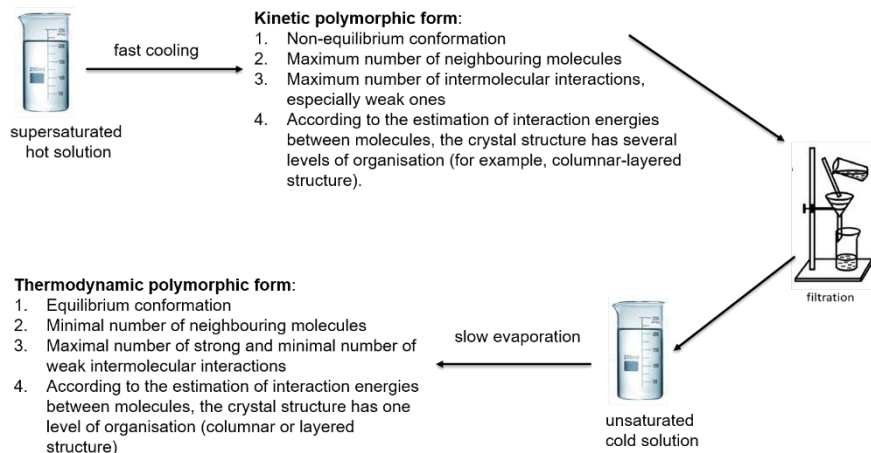 Kinetic polymorphic form:
1. Non-equilibrium conformation
2. Maximum number of neighbouring molecules
3. Maximum number of intermolecular interactions,
especially weak ones
4. According to the estimation of interaction energies
between molecules, the crystal structure has several
levels of organisation (for example, columnar-layered
structure).
fast cooling
supersaturated
hot solution
filtration
Thermodynamic polymorphic form:
1. Equilibrium conformation
2. Minimal number of neighbouring molecules
3. Maximal number of strong and minimal number of
weak intermolecular interactions
4. According to the estimation of interaction energies
between molecules, the crystal structure has one
level of organisation (columnar or layered
structure)
slow evaporation
unsaturated
cold solution